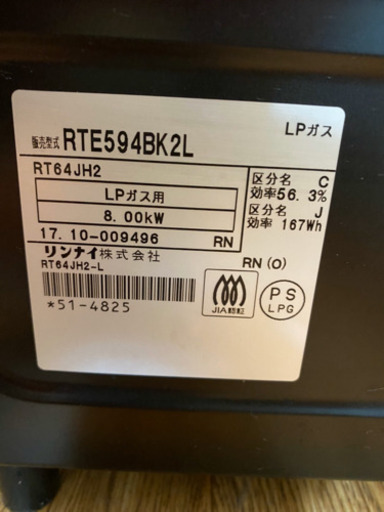 販売型式 RTE594BK2L
LPガス
RT64JH2
LPガス用
8.00kW
区分名 C
効率56.3%
区分名 J
効率 167Wh
17.10-009496 RN
リンナイ株式会社
RN(O)
RT64JH2-L
*51-4825
JIA認証
PS
LPG